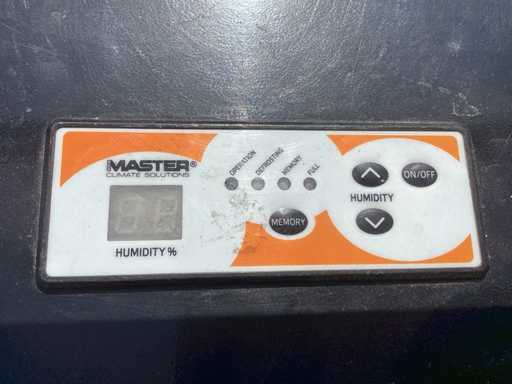 MASTER®
CLIMATE SOLUTIONS
HUMIDITY %
OPERATION
DEFROSTING
MEMORY
FULL
MEMORY
HUMIDITY
ON/OFF